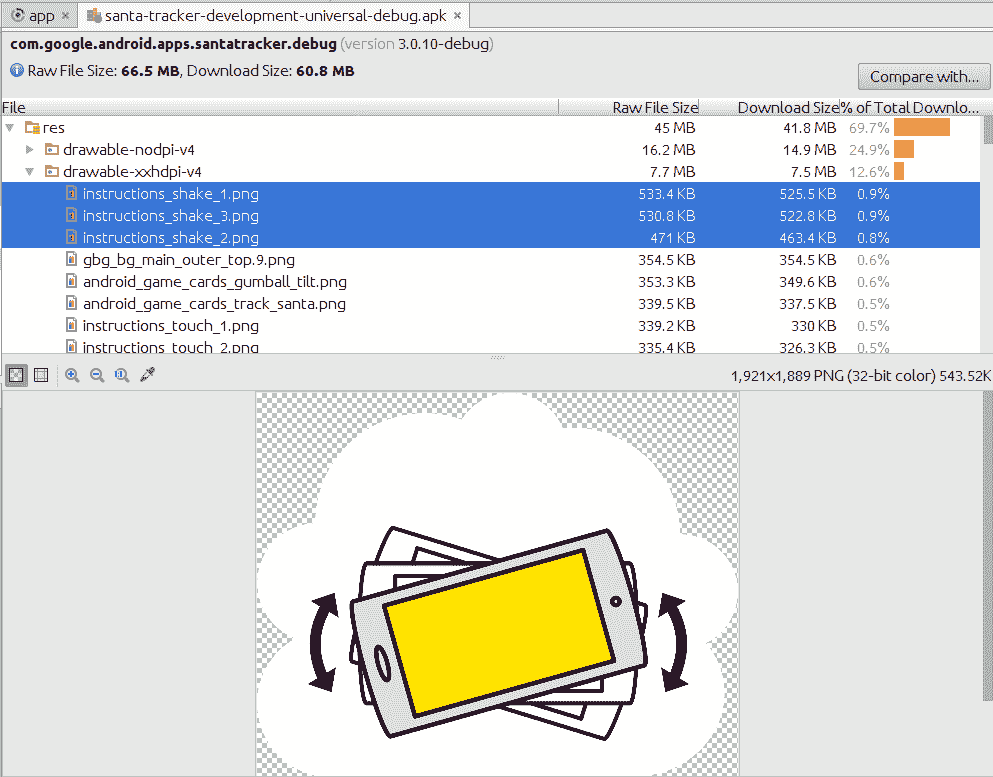 app × santa-tracker-development-universal-debug.apk ×
com.google.android.apps.santatracker.debug (version 3.0.10-debug)
Raw File Size: 66.5 MB, Download Size: 60.8 MB
Compare with...
File Raw File Size Download Size % of Total Downlo...
res 45 MB 41.8 MB 69.7%
drawable-nodpi-v4 16.2 MB 14.9 MB 24.9%
drawable-xxhdpi-v4 7.7 MB 7.5 MB 12.6%
instructions_shake_1.png 533.4 KB 525.5 KB 0.9%
instructions_shake_3.png 530.8 KB 522.8 KB 0.9%
instructions_shake_2.png 471 KB 463.4 KB 0.8%
gbg_bg_main_outer_top.9.png 354.5 KB 354.5 KB 0.6%
android_game_cards_gumball_tilt.png 353.3 KB 349.6 KB 0.6%
android_game_cards_track_santa.png 339.5 KB 337.5 KB 0.5%
instructions_touch_1.png 339.2 KB 330 KB 0.5%
instructions_touch_2.png 335.4 KB 326.3 KB 0.5%
1,921x1,889 PNG (32-bit color) 543.52K